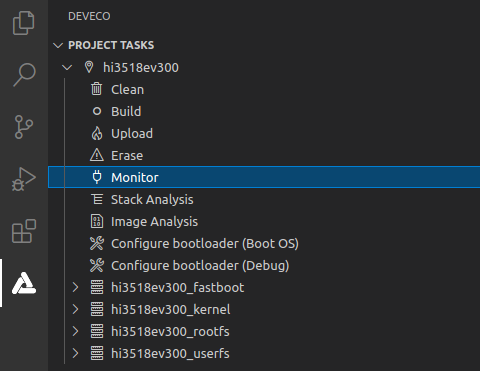 DEVECO
PROJECT TASKS
hi3518ev300
Clean
Build
Upload
Erase
Monitor
Stack Analysis
Image Analysis
Configure bootloader (Boot OS)
Configure bootloader (Debug)
hi3518ev300_fastboot
hi3518ev300_kernel
hi3518ev300_rootfs
hi3518ev300_userfs